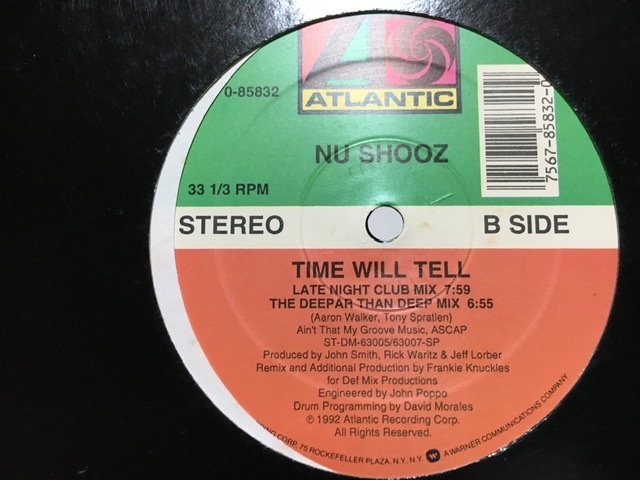 0-85832
ATLANTIC
7567-85832-0
NU SHOOZ
33 1/3 RPM
STEREO
B SIDE
TIME WILL TELL
LATE NIGHT CLUB MIX 7:59
THE DEEPAR THAN DEEP MIX 6:55
(Aaron Walker, Tony Spratlen)
Ain't That My Groove Music, ASCAP
ST-DM-63005/63007-SP
Produced by John Smith, Rick Waritz & Jeff Lorber
Remix and Additional Production by Frankie Knuckles
for Def Mix Productions
Engineered by John Poppo
Drum Programming by David Morales
℗ 1992 Atlantic Recording Corp.
All Rights Reserved.
CORP., 75 ROCKEFELLER PLAZA, N.Y., N.Y. A WARNER COMMUNICATIONS COMPANY